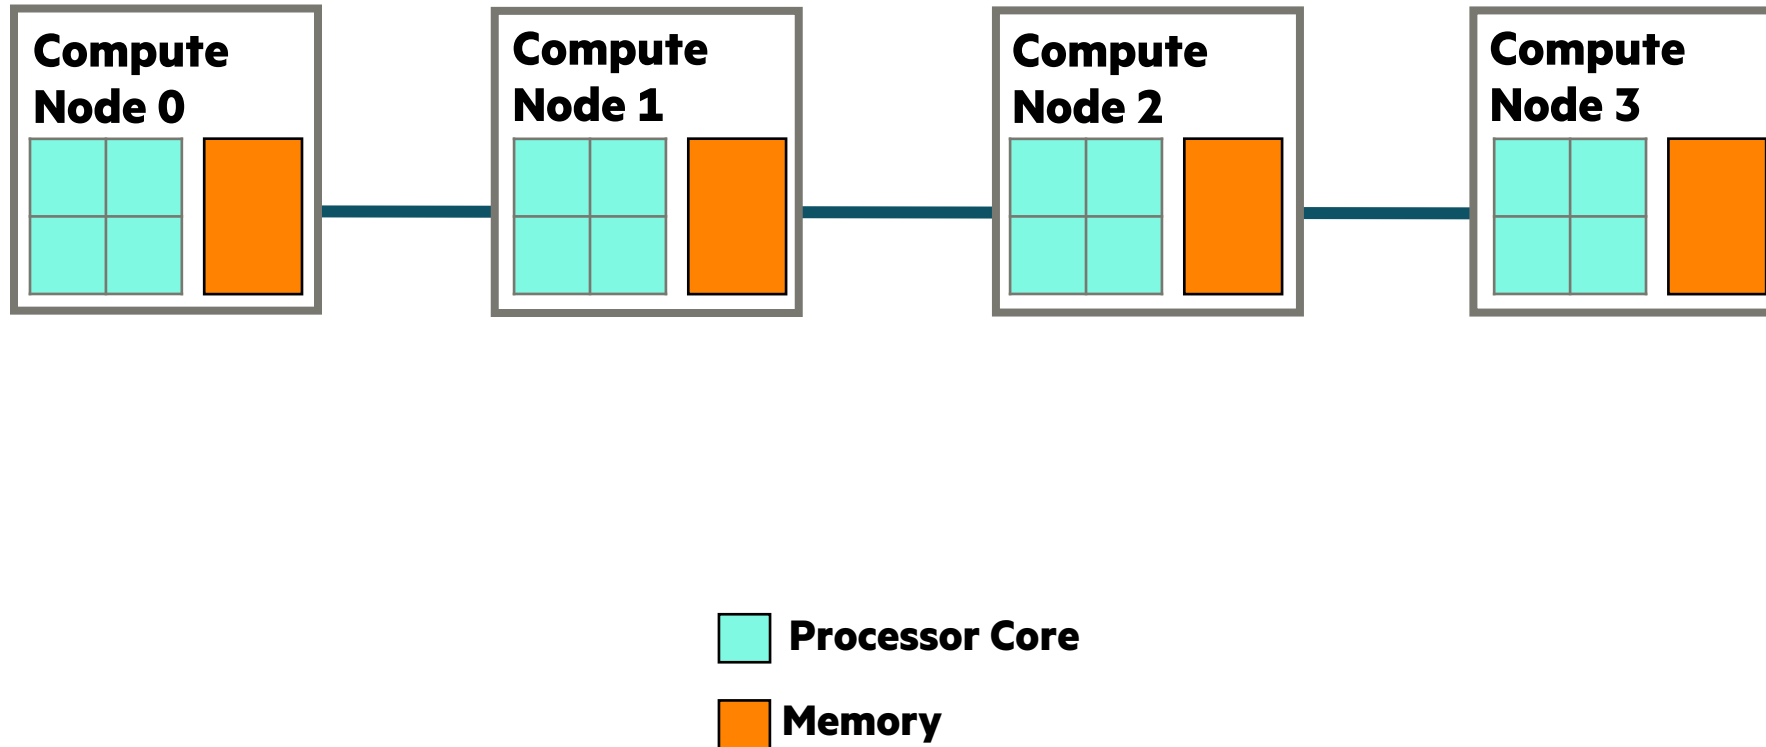 Compute
Node 0
Compute
Node 1
Compute
Node 2
Compute
Node 3
Processor Core
Memory